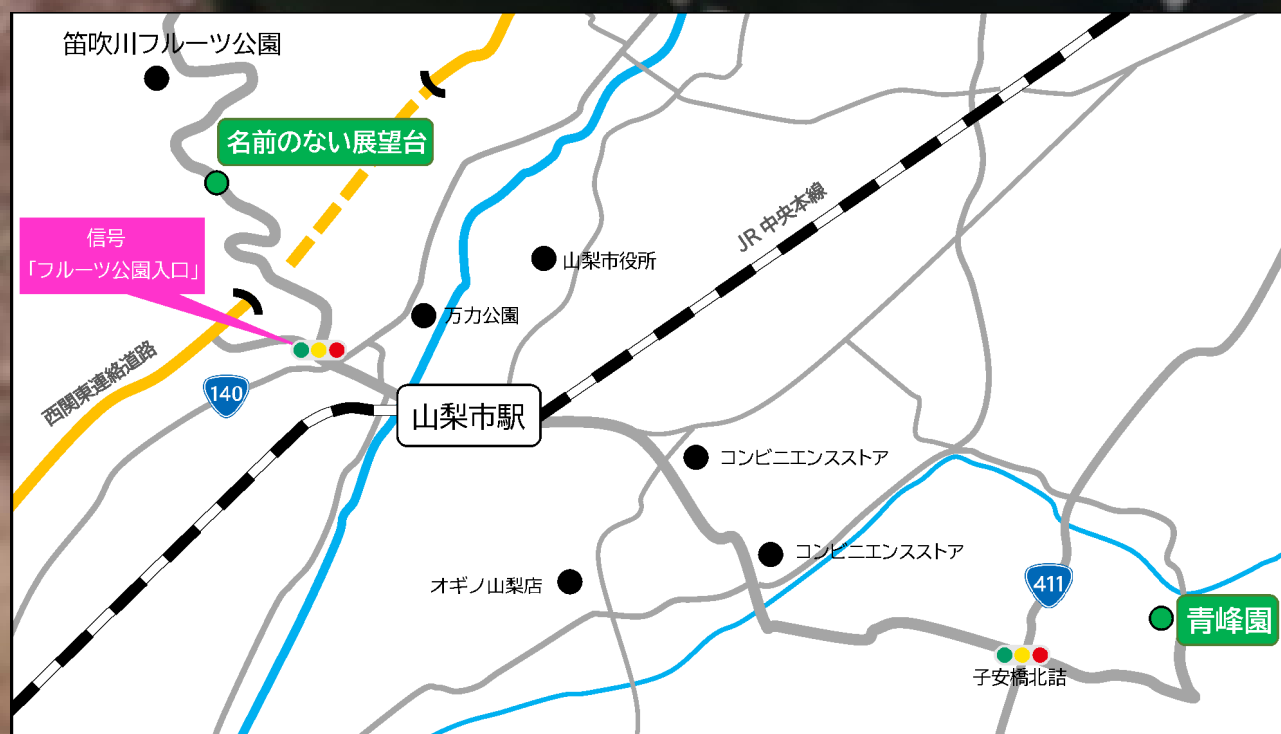 笛吹川フルーツ公園
名前のない展望台
信号
「フルーツ公園入口」
西関東連絡道路
140
万力公園
山梨市役所
JR 中央本線
山梨市駅
コンビニエンスストア
コンビニエンスストア
オギノ山梨店
411
青峰園
子安橋北詰